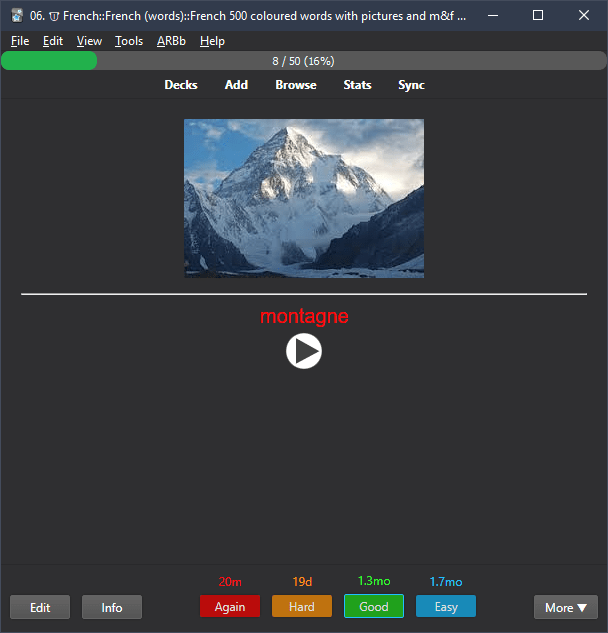 06. French::French (words)::French 500 coloured words with pictures and m&f ...
File Edit View Tools ARBb Help
8 / 50 (16%)
Decks Add Browse Stats Sync
montagne
20m 19d 1.3mo 1.7mo
Edit Info Again Hard Good Easy More ▼